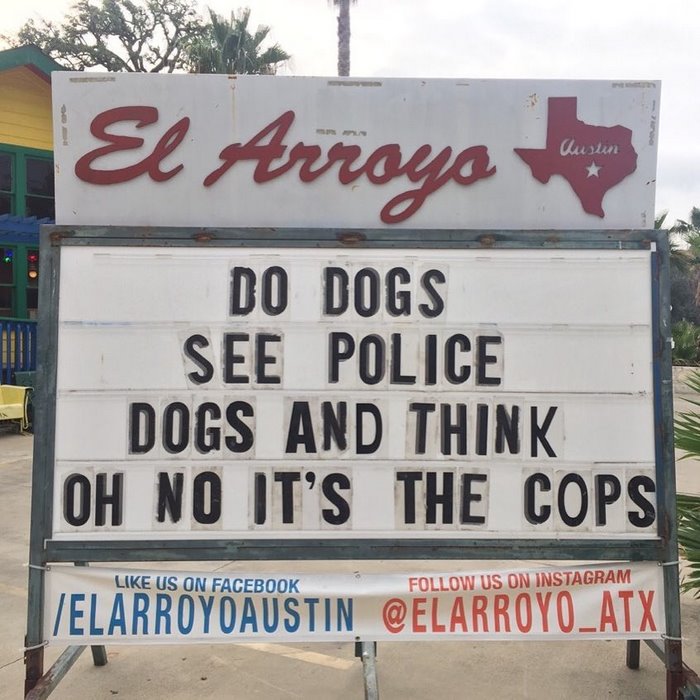 El Arroyo
Austin
DO DOGS
SEE POLICE
DOGS AND THINK
OH NO IT'S THE COPS
LIKE US ON FACEBOOK
/ELARROYOAUSTIN
FOLLOW US ON INSTAGRAM
@ELARROYO_ATX